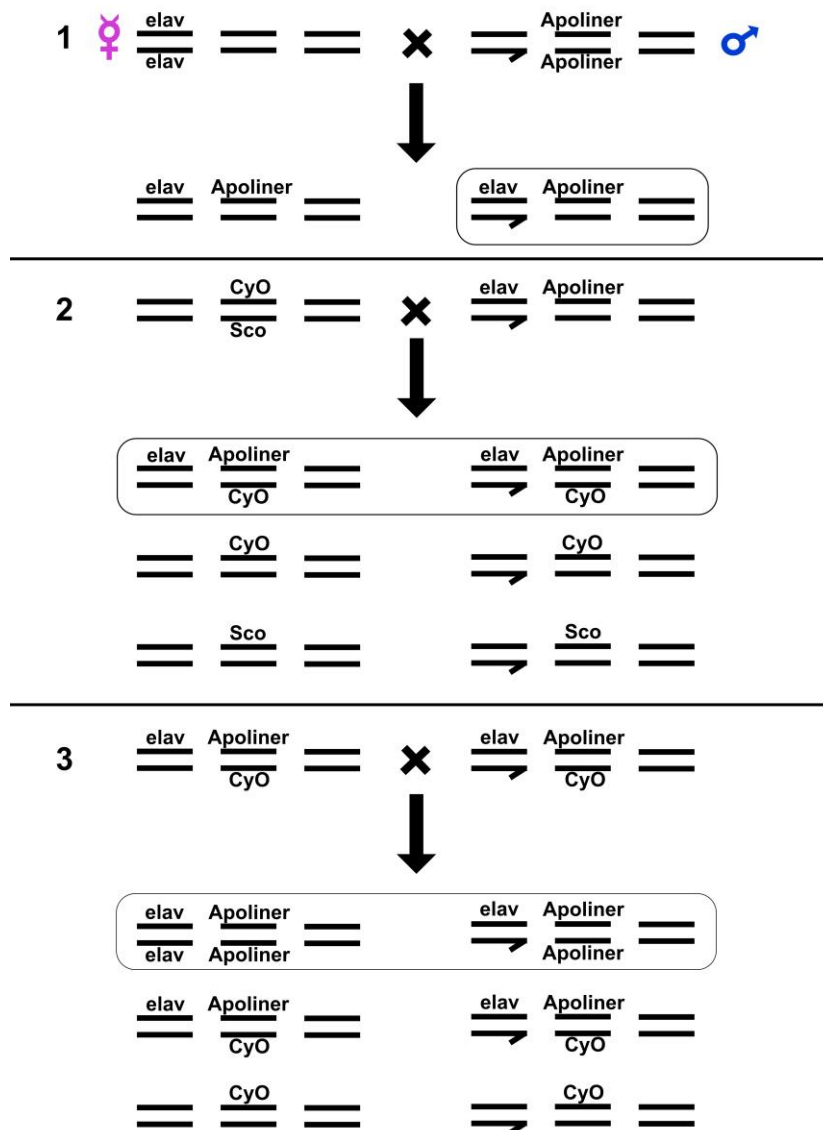 elav Apoliner
1
elav Apoliner
elav Apoliner elav Apoliner
CyO elav Apoliner
2
Sco
elav Apoliner elav Apoliner
CyO CyO
CyO CyO
Sco Sco
elav Apoliner elav Apoliner
3
CyO CyO
elav Apoliner elav Apoliner
elav Apoliner Apoliner
elav Apoliner elav Apoliner
CyO CyO
CyO CyO